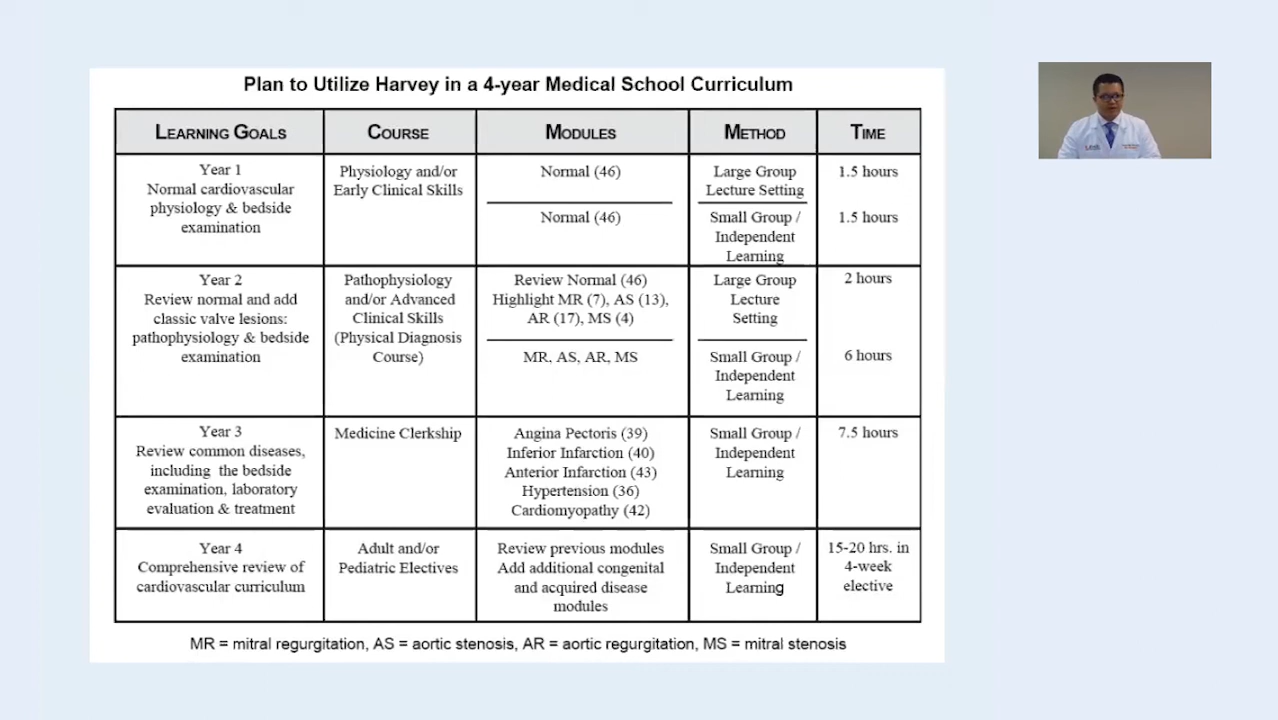 Plan to Utilize Harvey in a 4-year Medical School Curriculum
LEARNING GOALS
COURSE
MODULES
METHOD
TIME
Year 1
Normal cardiovascular
physiology & bedside
examination
Physiology and/or
Early Clinical Skills
Normal (46)
Large Group
Lecture Setting
1.5 hours
Normal (46)
Small Group /
Independent
Learning
1.5 hours
Year 2
Review normal and add
classic valve lesions:
pathophysiology & bedside
examination
Pathophysiology
and/or Advanced
Clinical Skills
(Physical Diagnosis
Course)
Review Normal (46)
Highlight MR (7), AS (13),
AR (17), MS (4)
Large Group
Lecture
Setting
2 hours
MR, AS, AR, MS
Small Group /
Independent
Learning
6 hours
Year 3
Review common diseases,
including the bedside
examination, laboratory
evaluation & treatment
Medicine Clerkship
Angina Pectoris (39)
Inferior Infarction (40)
Anterior Infarction (43)
Hypertension (36)
Cardiomyopathy (42)
Small Group /
Independent
Learning
7.5 hours
Year 4
Comprehensive review of
cardiovascular curriculum
Adult and/or
Pediatric Electives
Review previous modules
Add additional congenital
and acquired disease
modules
Small Group /
Independent
Learning
15-20 hrs. in
4-week
elective
MR = mitral regurgitation, AS = aortic stenosis, AR = aortic regurgitation, MS = mitral stenosis